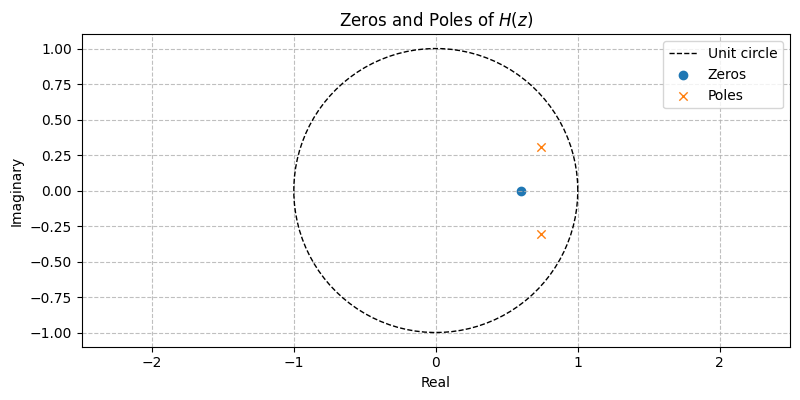 Zeros and Poles of H(z)
1.00
0.75
0.50
0.25
0.00
−0.25
−0.50
−0.75
−1.00
Imaginary
Unit circle
Zeros
Poles
−2
−1
0
1
2
Real